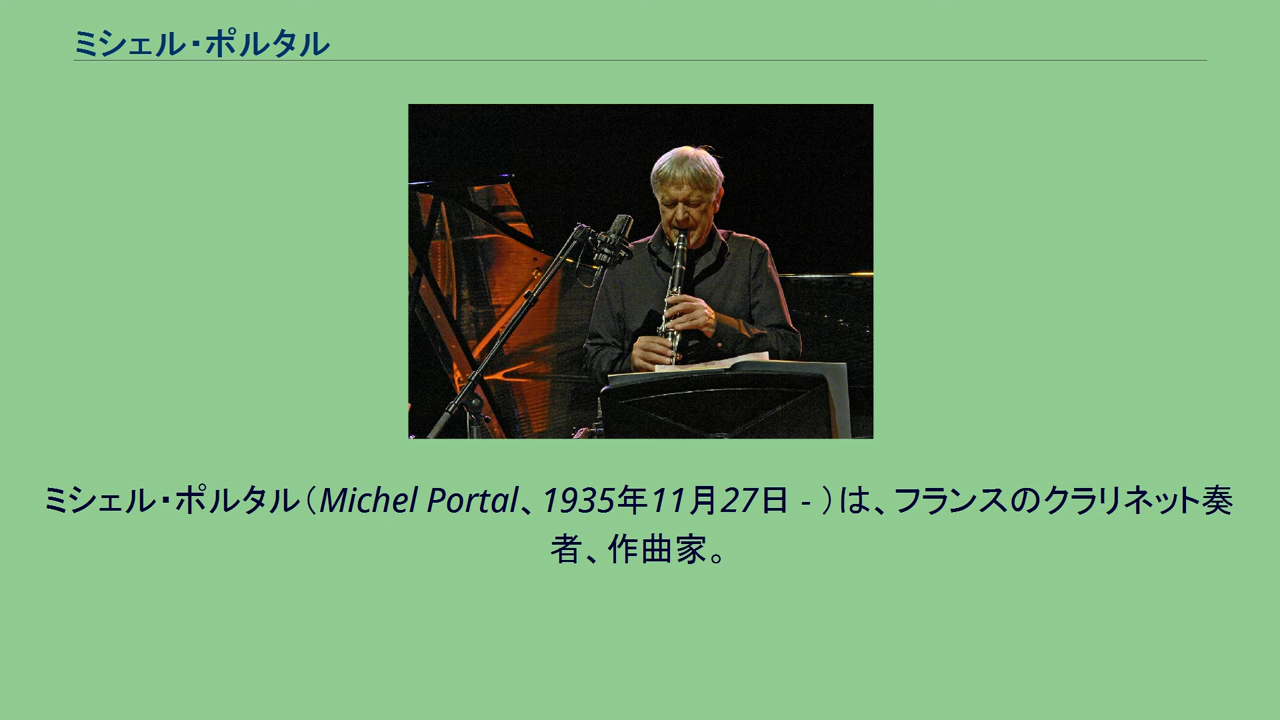 ミシェル・ポルタル
ミシェル・ポルタル（Michel Portal、1935年11月27日 - ）は、フランスのクラリネット奏
者、作曲家。